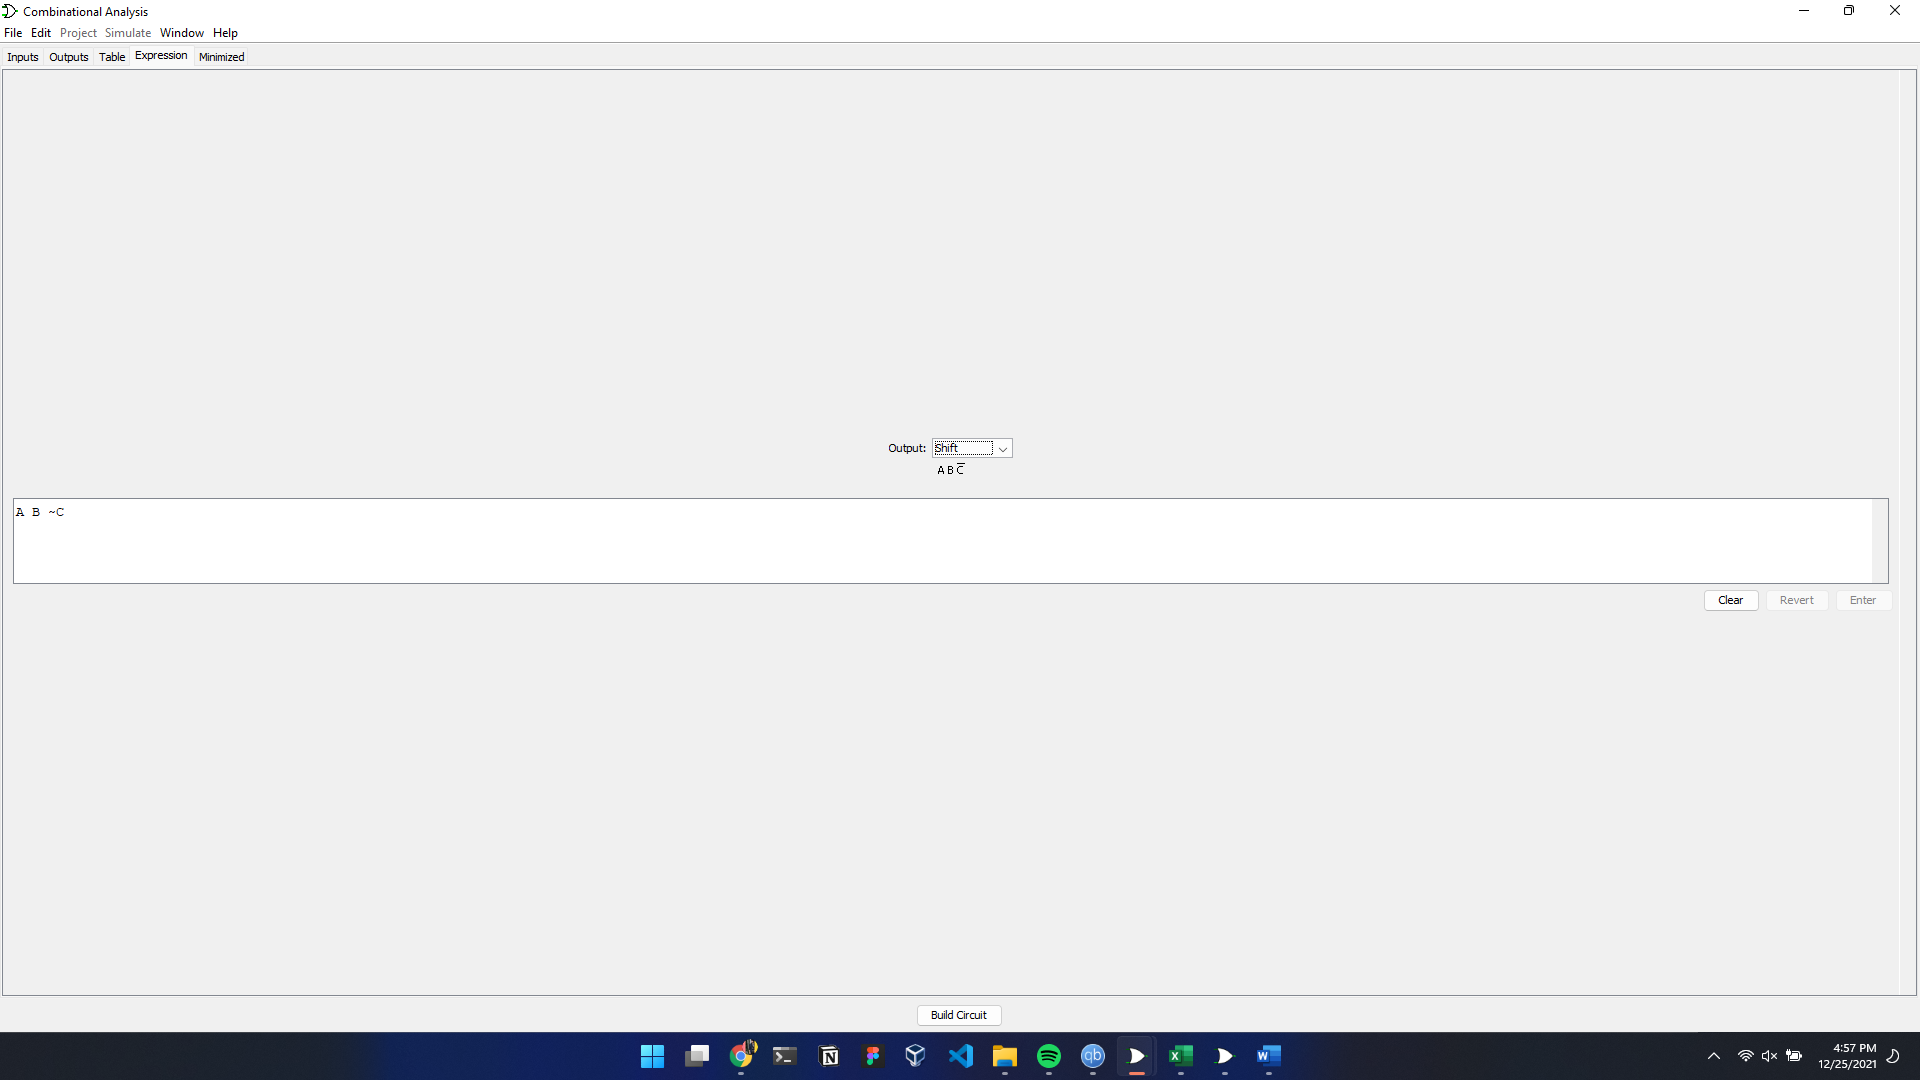 Combinational Analysis
File Edit Project Simulate Window Help
Inputs Outputs Table Expression Minimized
Output: Shift
A B C̅
A B ~C
Clear Revert Enter
Build Circuit
4:57 PM
12/25/2021